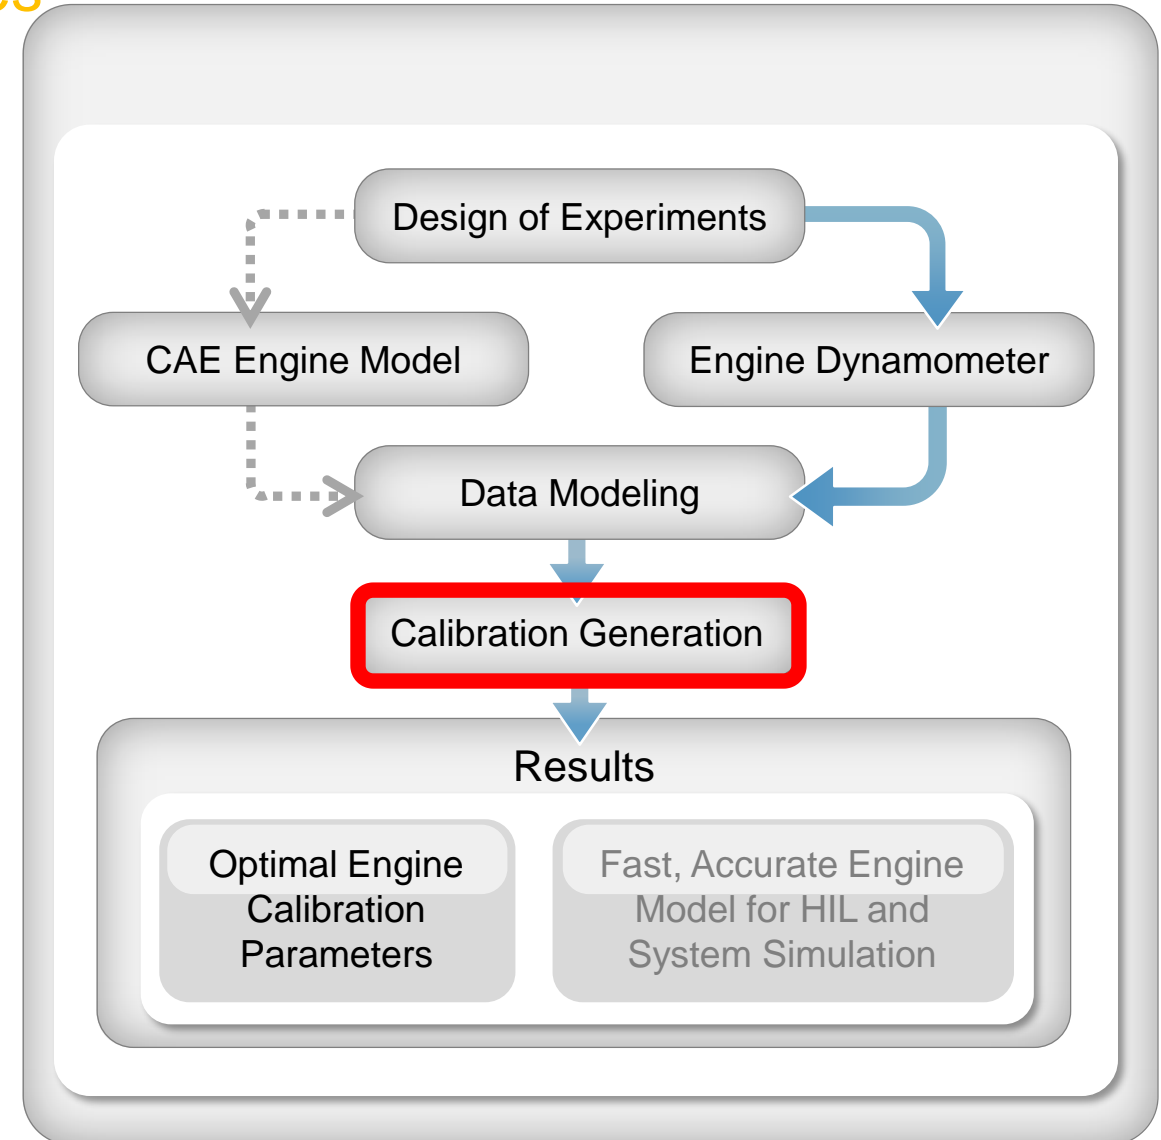 Design of Experiments
CAE Engine Model
Engine Dynamometer
Data Modeling
Calibration Generation
Results
Optimal Engine
Calibration
Parameters
Fast, Accurate Engine
Model for HIL and
System Simulation